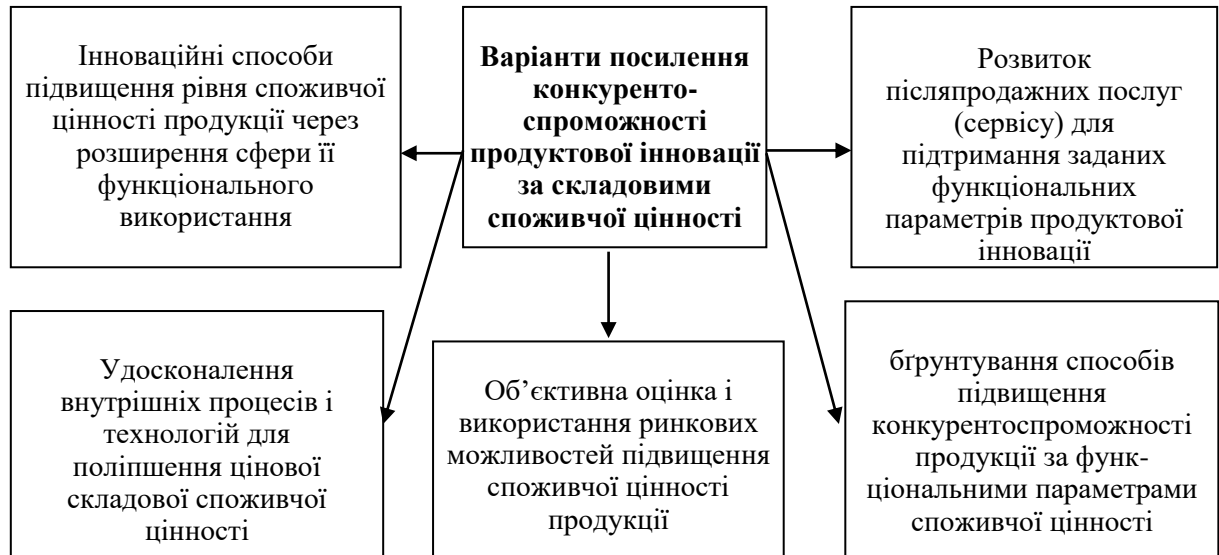 Інноваційні способи
підвищення рівня споживчої
цінності продукції через
розширення сфери її
функціонального
використання
Варіанти посилення
конкуренто-
спроможності
продуктової інновації
за складовими
споживчої цінності
Розвиток
післяпродажних послуг
(сервісу) для
підтримання заданих
функціональних
параметрів продуктової
інновації
Удосконалення
внутрішніх процесів і
технологій для
поліпшення цінової
складової споживчої
цінності
Об’єктивна оцінка і
використання ринкових
можливостей підвищення
споживчої цінності
продукції
бґрунтування способів
підвищення
конкурентоспроможності
продукції за функ-
ціональними параметрами
споживчої цінності